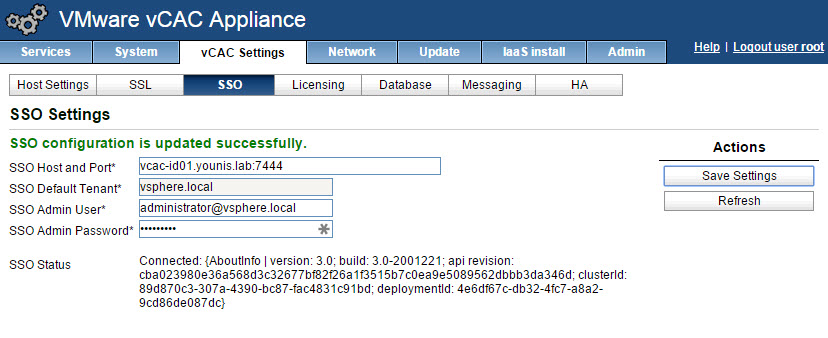 VMware vCAC Appliance
Services System vCAC Settings Network Update IaaS install Admin Help | Logout user root
Host Settings SSL SSO Licensing Database Messaging HA
SSO Settings
SSO configuration is updated successfully.
Actions
SSO Host and Port* vcac-id01.younis.lab:7444
Save Settings
SSO Default Tenant* vsphere.local
Refresh
SSO Admin User* administrator@vsphere.local
SSO Admin Password* •••••••••
SSO Status Connected: {AboutInfo | version: 3.0; build: 3.0-2001221; api revision:
cba023980e36a568d3c32677bf82f26a1f3515b7c0ea9e5089562dbbb3da346d; clusterId:
89d870c3-307a-4390-bc87-fac4831c91bd; deploymentId: 4e6df67c-db32-4fc7-a8a2-
9cd86de087dc}